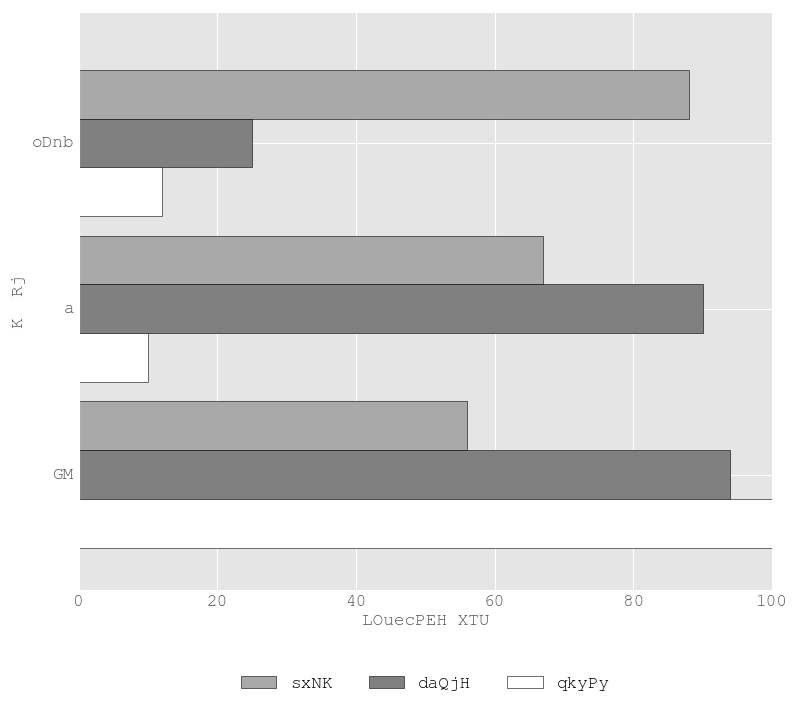 oDnb
a
GM
K  Rj
0 20 40 60 80 100
LOuecPEH XTU
sxNK daQjH qkyPy